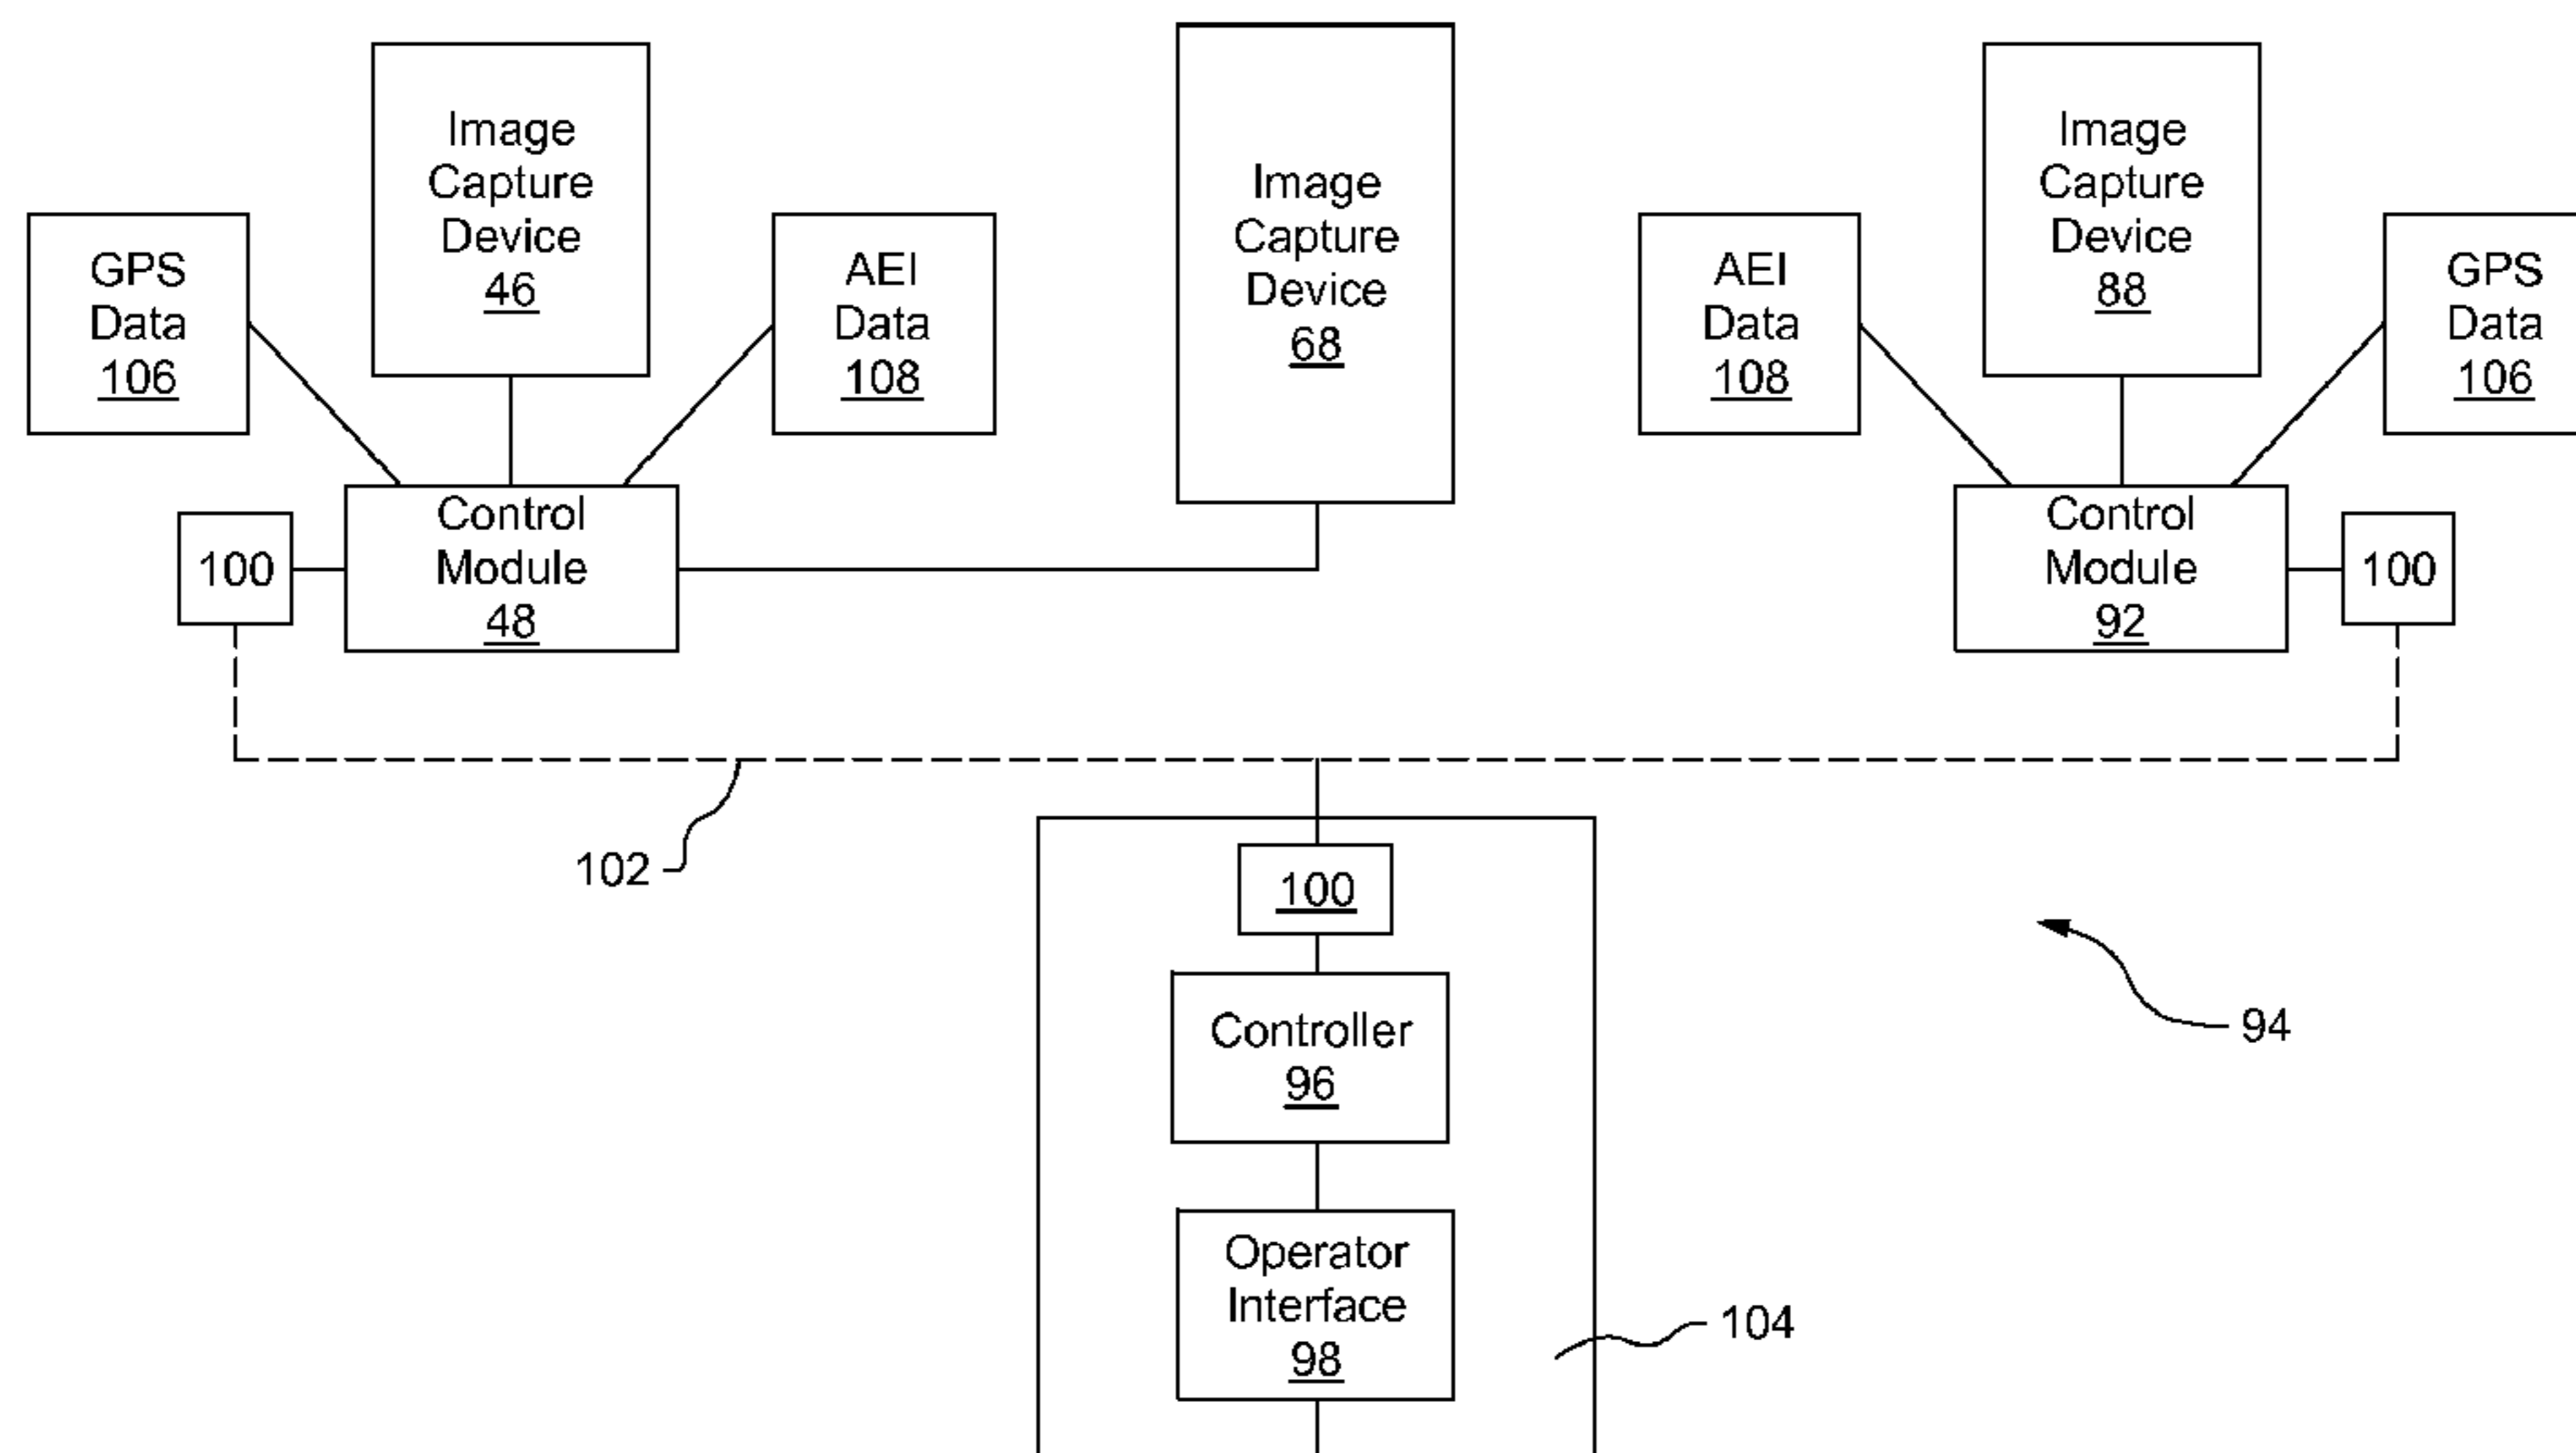 Image
Capture
Device
46
GPS
Data
106
AEI
Data
108
Image
Capture
Device
68
AEI
Data
108
Image
Capture
Device
88
GPS
Data
106
100
Control
Module
48
Control
Module
92
100
102
100
Controller
96
94
Operator
Interface
98
104